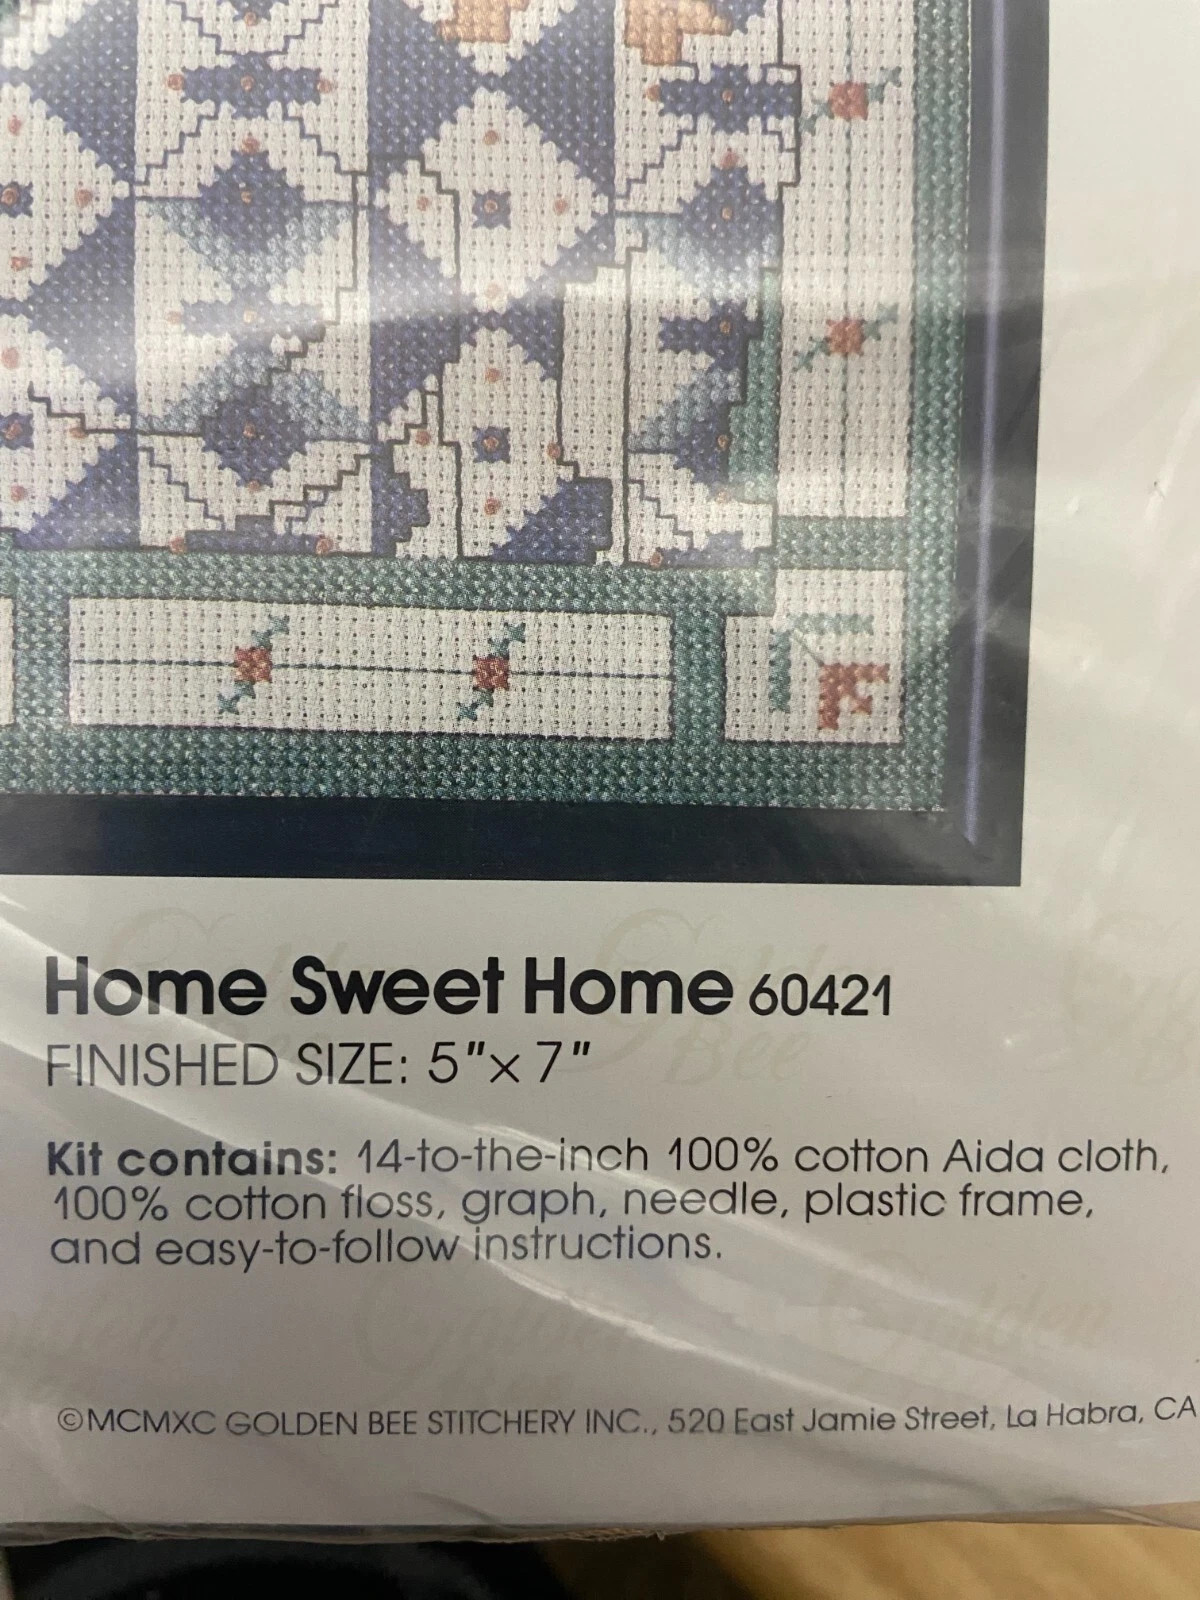 Home Sweet Home 60421
FINISHED SIZE: 5"x 7"
Kit contains: 14-to-the-inch 100% cotton Aida cloth,
100% cotton floss, graph, needle, plastic frame,
and easy-to-follow instructions.
©MCMXC GOLDEN BEE STITCHERY INC., 520 East Jamie Street, La Habra, CA